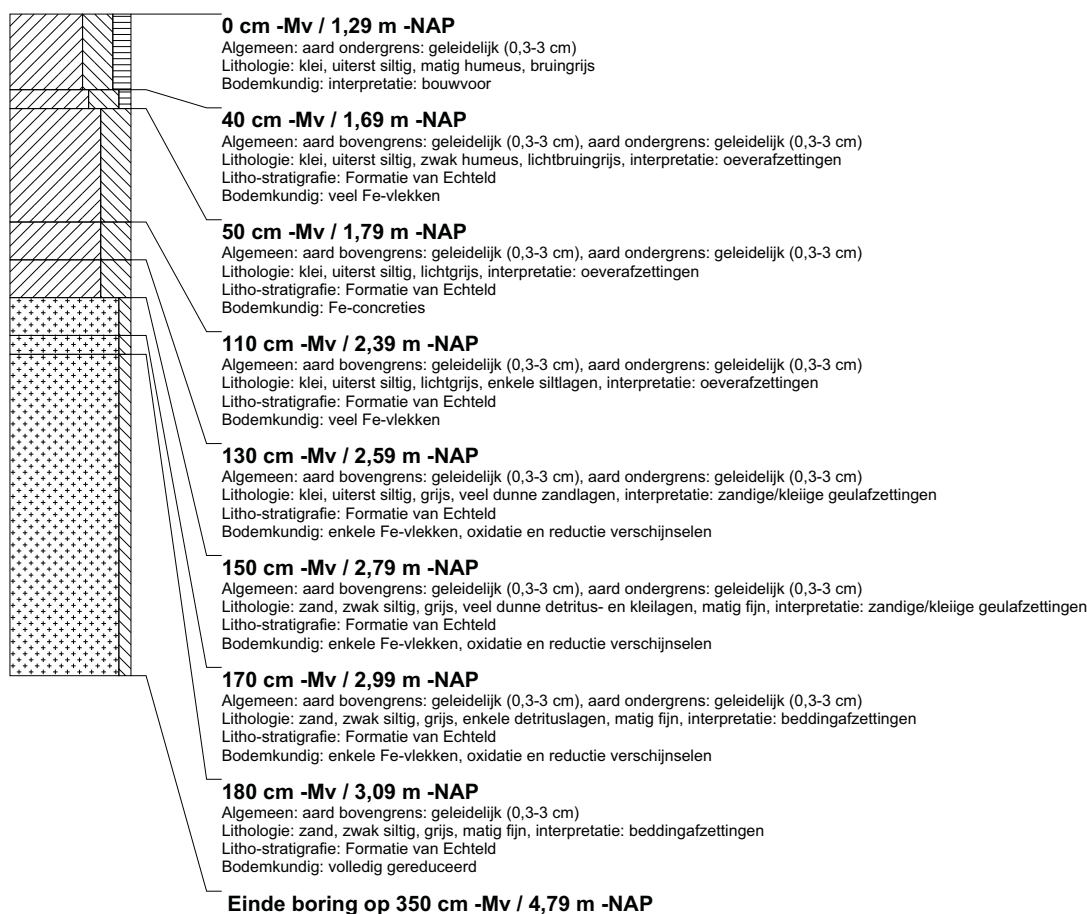 0 cm -Mv / 1,29 m -NAP
Algemeen: aard ondergrens: geleidelijk (0,3-3 cm)
Lithologie: klei, uiterst siltig, matig humeus, bruingrijs
Bodemkundig: interpretatie: bouwvoor
40 cm -Mv / 1,69 m -NAP
Algemeen: aard bovengrens: geleidelijk (0,3-3 cm), aard ondergrens: geleidelijk (0,3-3 cm)
Lithologie: klei, uiterst siltig, zwak humeus, lichtbruingrijs, interpretatie: oeverafzettingen
Litho-stratigrafie: Formatie van Echteld
Bodemkundig: veel Fe-vlekken
50 cm -Mv / 1,79 m -NAP
Algemeen: aard bovengrens: geleidelijk (0,3-3 cm), aard ondergrens: geleidelijk (0,3-3 cm)
Lithologie: klei, uiterst siltig, lichtgrijs, interpretatie: oeverafzettingen
Litho-stratigrafie: Formatie van Echteld
Bodemkundig: Fe-concreties
110 cm -Mv / 2,39 m -NAP
Algemeen: aard bovengrens: geleidelijk (0,3-3 cm), aard ondergrens: geleidelijk (0,3-3 cm)
Lithologie: klei, uiterst siltig, lichtgrijs, enkele siltlagen, interpretatie: oeverafzettingen
Litho-stratigrafie: Formatie van Echteld
Bodemkundig: veel Fe-vlekken
130 cm -Mv / 2,59 m -NAP
Algemeen: aard bovengrens: geleidelijk (0,3-3 cm), aard ondergrens: geleidelijk (0,3-3 cm)
Lithologie: klei, uiterst siltig, grijs, veel dunne zandlagen, interpretatie: zandige/kleiige geulafzettingen
Litho-stratigrafie: Formatie van Echteld
Bodemkundig: enkele Fe-vlekken, oxidatie en reductie verschijnselen
150 cm -Mv / 2,79 m -NAP
Algemeen: aard bovengrens: geleidelijk (0,3-3 cm), aard ondergrens: geleidelijk (0,3-3 cm)
Lithologie: zand, zwak siltig, grijs, veel dunne detritus- en kleilagen, matig fijn, interpretatie: zandige/kleiige geulafzettingen
Litho-stratigrafie: Formatie van Echteld
Bodemkundig: enkele Fe-vlekken, oxidatie en reductie verschijnselen
170 cm -Mv / 2,99 m -NAP
Algemeen: aard bovengrens: geleidelijk (0,3-3 cm), aard ondergrens: geleidelijk (0,3-3 cm)
Lithologie: zand, zwak siltig, grijs, enkele detrituslagen, matig fijn, interpretatie: beddingafzettingen
Litho-stratigrafie: Formatie van Echteld
Bodemkundig: enkele Fe-vlekken, oxidatie en reductie verschijnselen
180 cm -Mv / 3,09 m -NAP
Algemeen: aard bovengrens: geleidelijk (0,3-3 cm)
Lithologie: zand, zwak siltig, grijs, matig fijn, interpretatie: beddingafzettingen
Litho-stratigrafie: Formatie van Echteld
Bodemkundig: volledig gereduceerd
Einde boring op 350 cm -Mv / 4,79 m -NAP